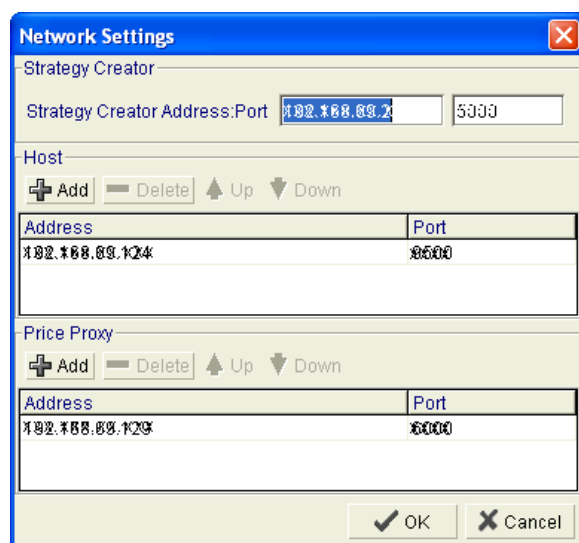 Network Settings
Strategy Creator
Strategy Creator Address:Port
Host
Add Delete Up Down
Address Port
Price Proxy
Add Delete Up Down
Address Port
OK Cancel